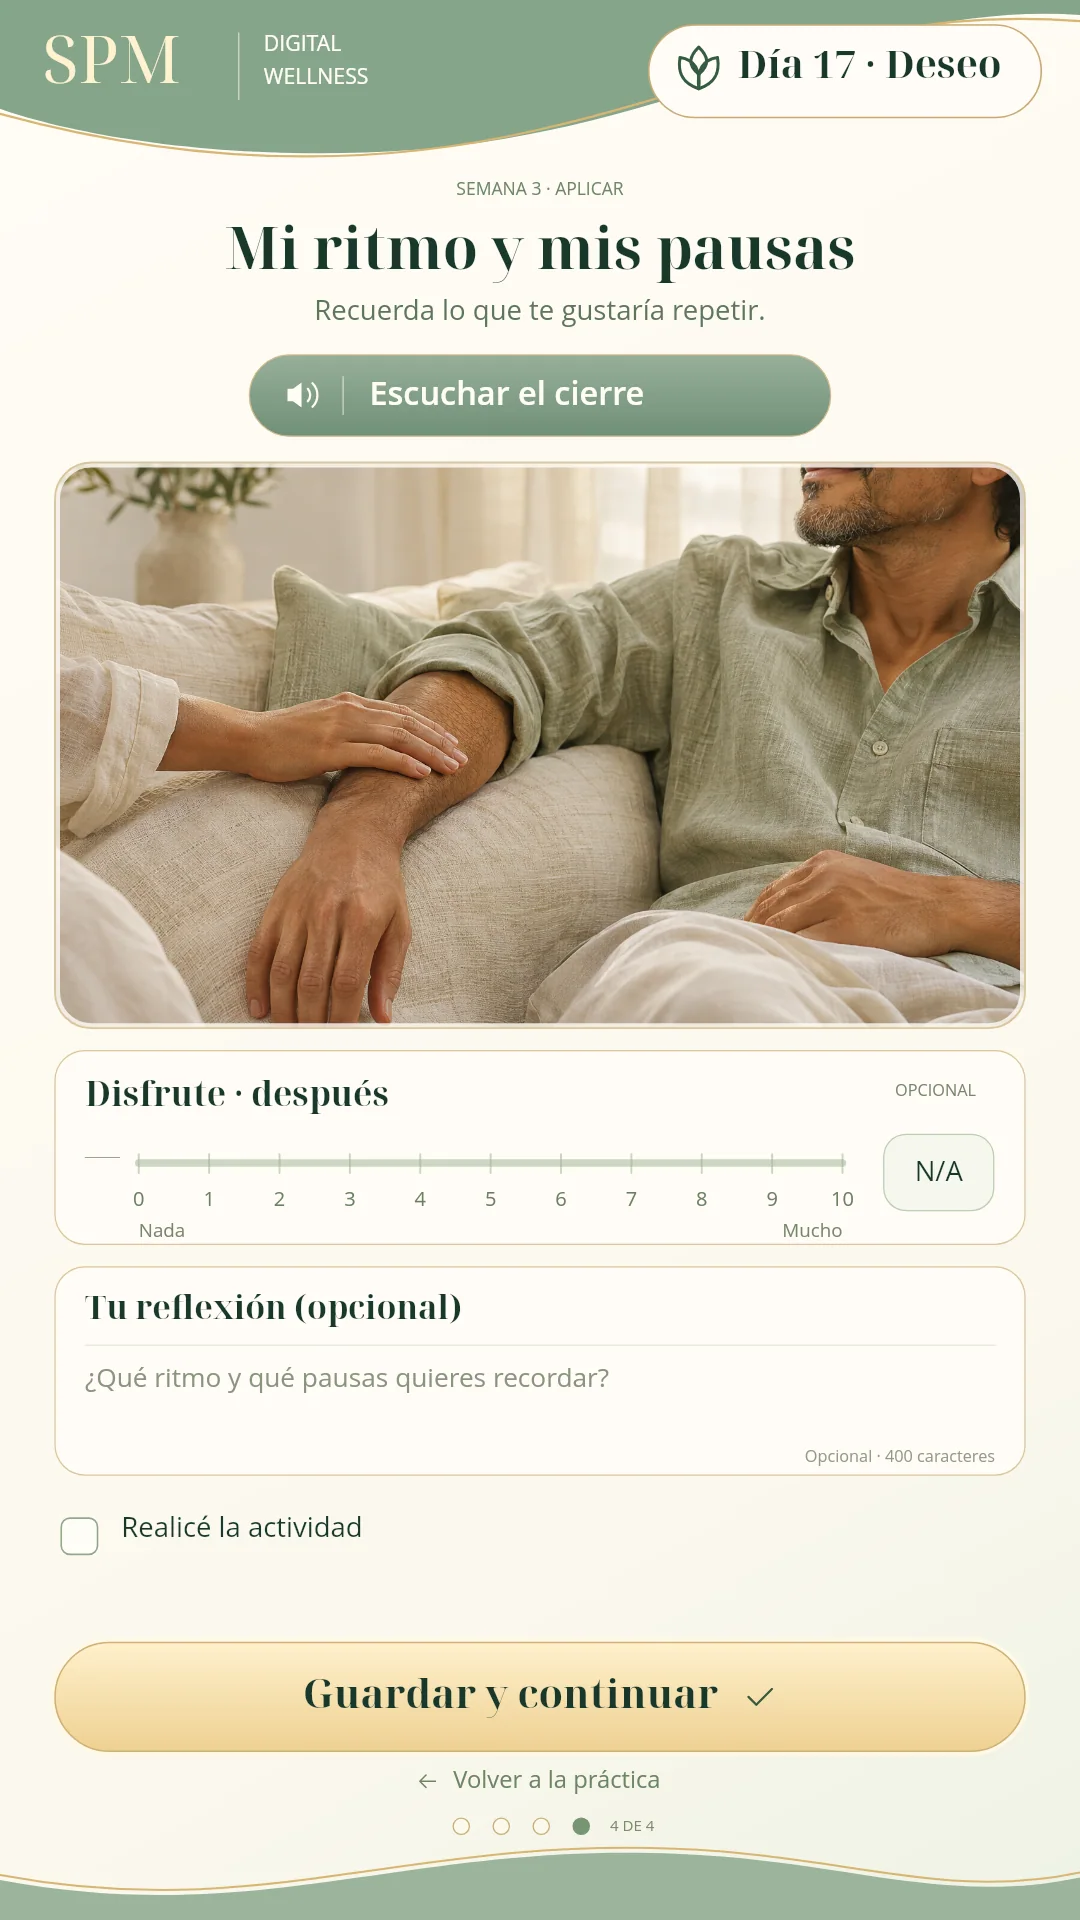 SPM
DIGITAL
WELLNESS
Día 17 · Deseo
SEMANA 3 · APLICAR
Mi ritmo y mis pausas
Recuerda lo que te gustaría repetir.
Escuchar el cierre
Disfrute · después
OPCIONAL
0 1 2 3 4 5 6 7 8 9 10
N/A
Nada Mucho
Tu reflexión (opcional)
¿Qué ritmo y qué pausas quieres recordar?
Opcional · 400 caracteres
Realicé la actividad
Guardar y continuar
Volver a la práctica
4 DE 4